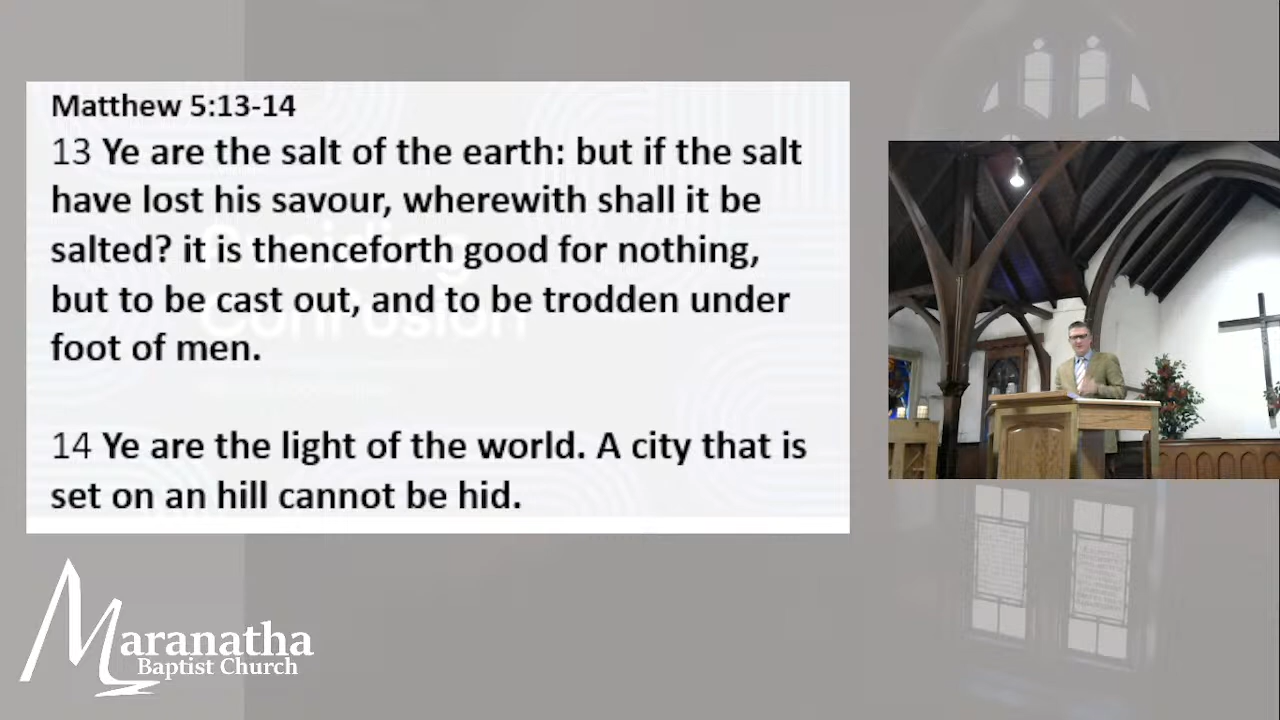 Matthew 5:13-14
13 Ye are the salt of the earth: but if the salt
have lost his savour, wherewith shall it be
salted? it is thenceforth good for nothing,
but to be cast out, and to be trodden under
foot of men.
14 Ye are the light of the world. A city that is
set on an hill cannot be hid.
Maranatha
Baptist Church